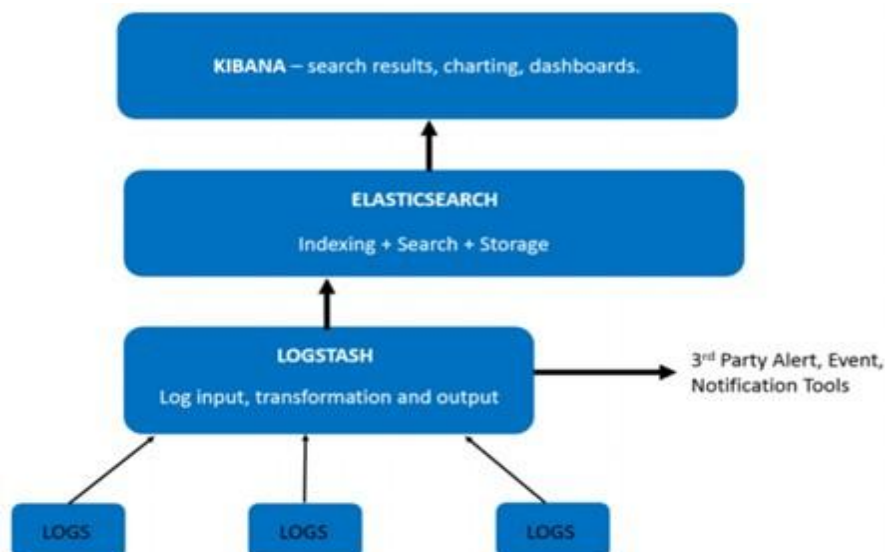 KIBANA – search results, charting, dashboards.
ELASTICSEARCH
Indexing + Search + Storage
LOGSTASH
Log input, transformation and output
3rd Party Alert, Event,
Notification Tools
LOGS
LOGS
LOGS